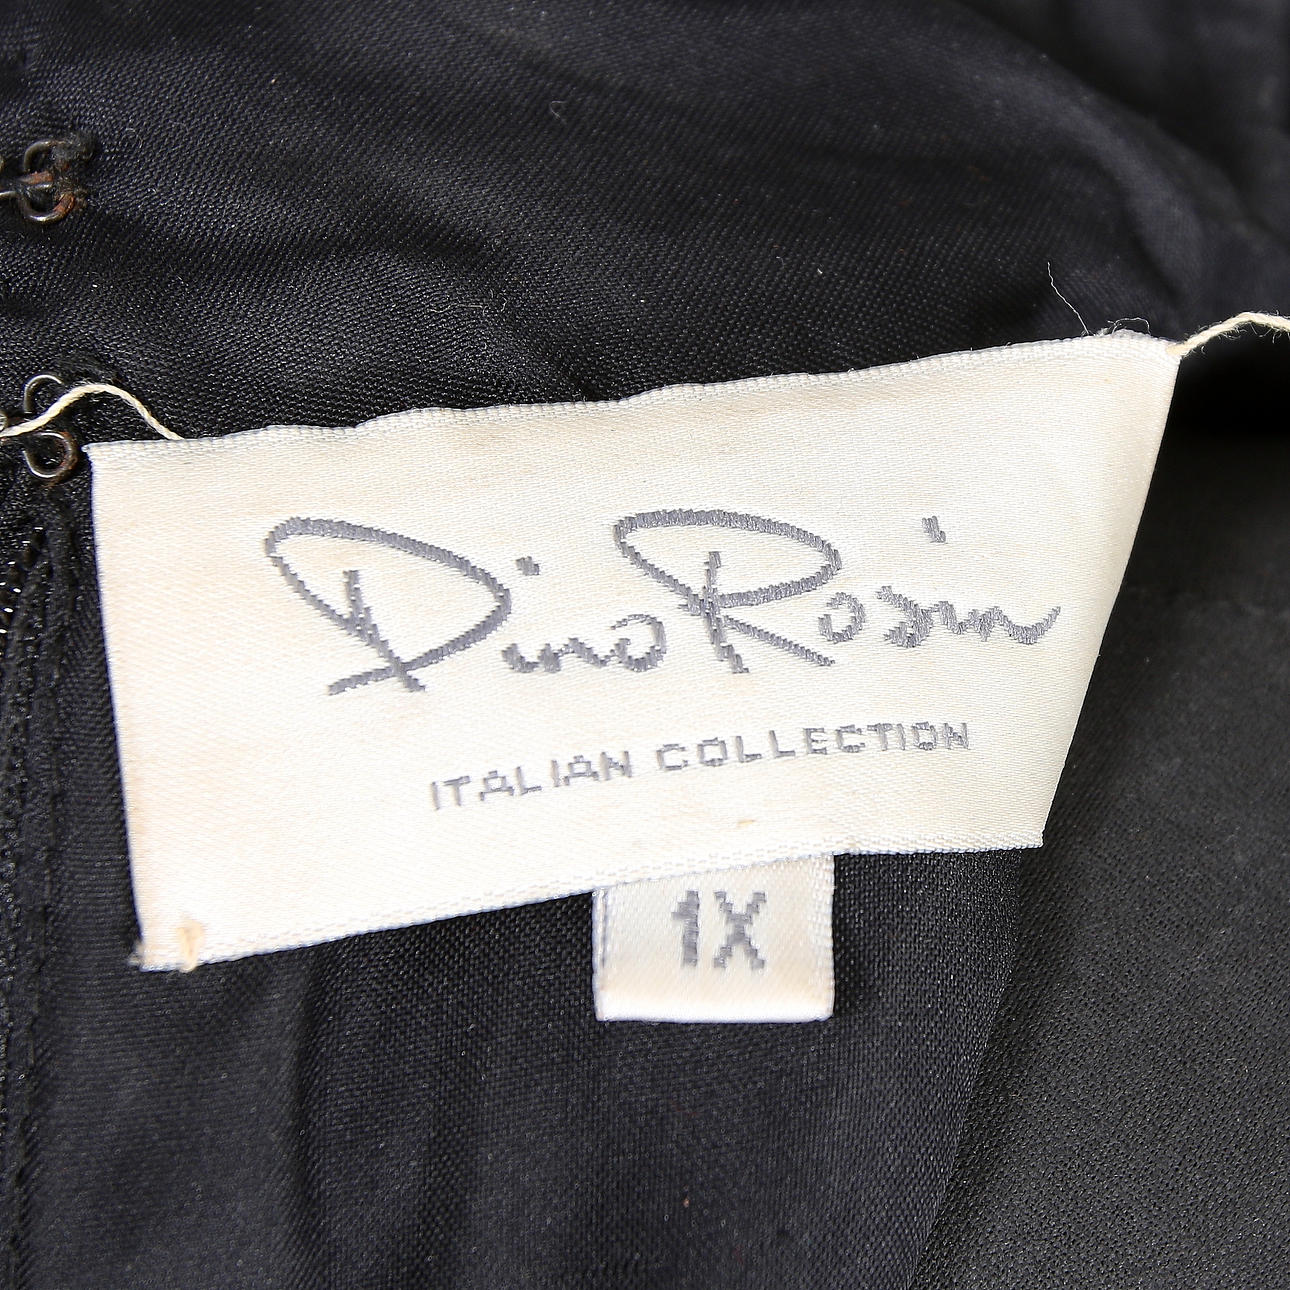 Dino Rosin
ITALIAN COLLECTION
1X